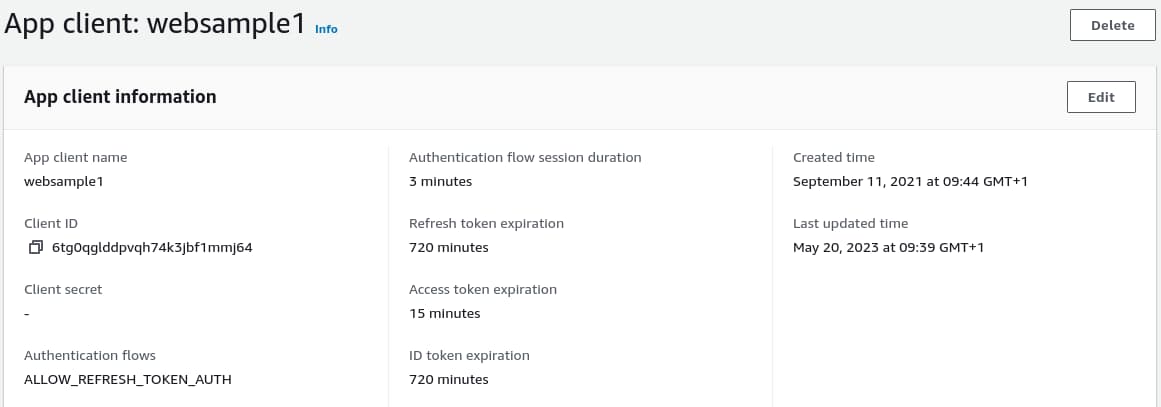 App client: websample1 Info
Delete
App client information
Edit
App client name
websample1
Client ID
6tg0qglddpvqh74k3jbf1mmj64
Client secret
-
Authentication flows
ALLOW_REFRESH_TOKEN_AUTH
Authentication flow session duration
3 minutes
Refresh token expiration
720 minutes
Access token expiration
15 minutes
ID token expiration
720 minutes
Created time
September 11, 2021 at 09:44 GMT+1
Last updated time
May 20, 2023 at 09:39 GMT+1